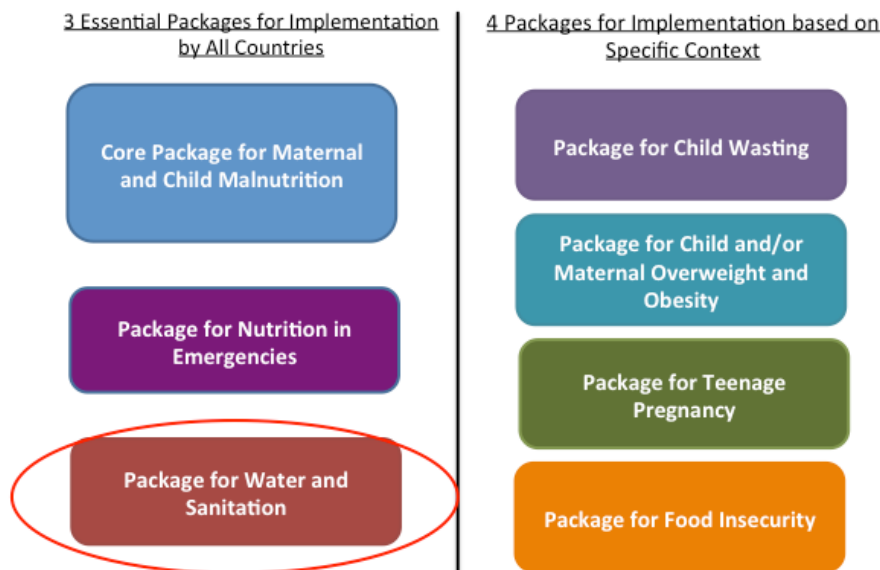 3 Essential Packages for Implementation
by All Countries
Core Package for Maternal
and Child Malnutrition
Package for Nutrition in
Emergencies
Package for Water and
Sanitation
4 Packages for Implementation based on
Specific Context
Package for Child Wasting
Package for Child and/or
Maternal Overweight and
Obesity
Package for Teenage
Pregnancy
Package for Food Insecurity